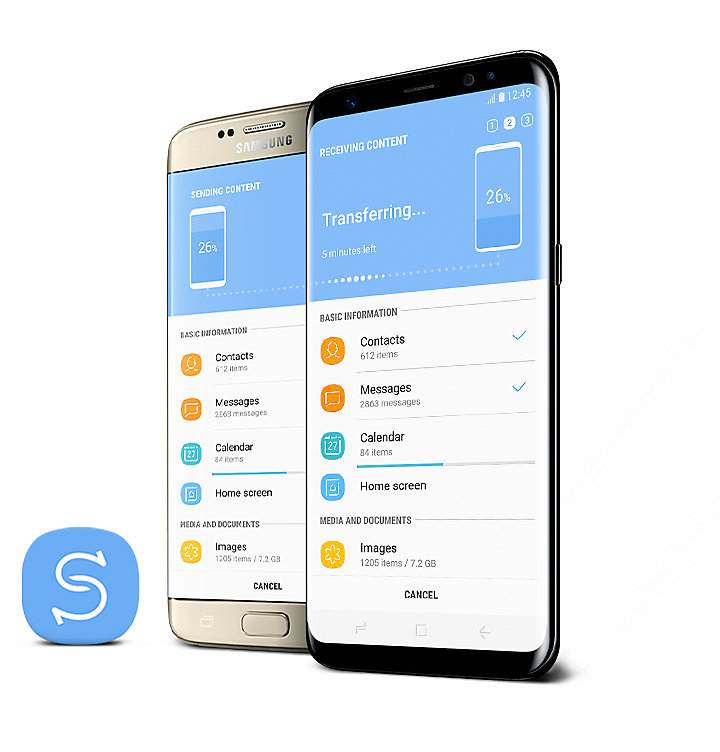 SAMSUNG
SENDING CONTENT
26%
BASIC INFORMATION
Contacts
612 items
Messages
2863 messages
Calendar
84 items
27
Home screen
MEDIA AND DOCUMENTS
Images
1205 items / 7.2 GB
CANCEL
12:45
1 2 3
RECEIVING CONTENT
Transferring...
26%
5 minutes left
BASIC INFORMATION
Contacts
612 items
Messages
2863 messages
Calendar
84 items
27
Home screen
MEDIA AND DOCUMENTS
Images
1205 items / 7.2 GB
CANCEL
S